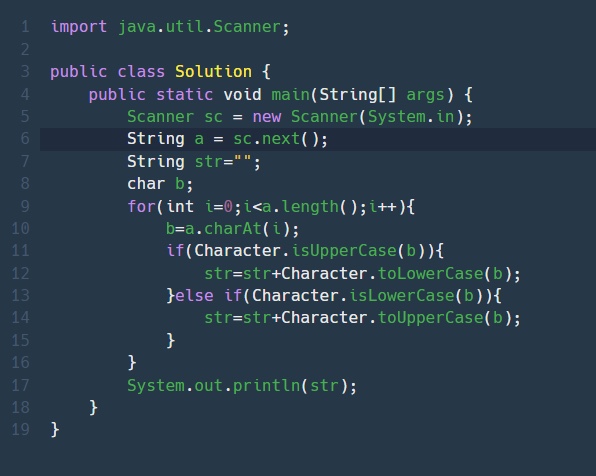 1 import java.util.Scanner;
2
3 public class Solution {
4     public static void main(String[] args) {
5         Scanner sc = new Scanner(System.in);
6         String a = sc.next();
7         String str="";
8         char b;
9         for(int i=0;i<a.length();i++){
10             b=a.charAt(i);
11             if(Character.isUpperCase(b)){
12                 str=str+Character.toLowerCase(b);
13             }else if(Character.isLowerCase(b)){
14                 str=str+Character.toUpperCase(b);
15             }
16         }
17         System.out.println(str);
18     }
19 }